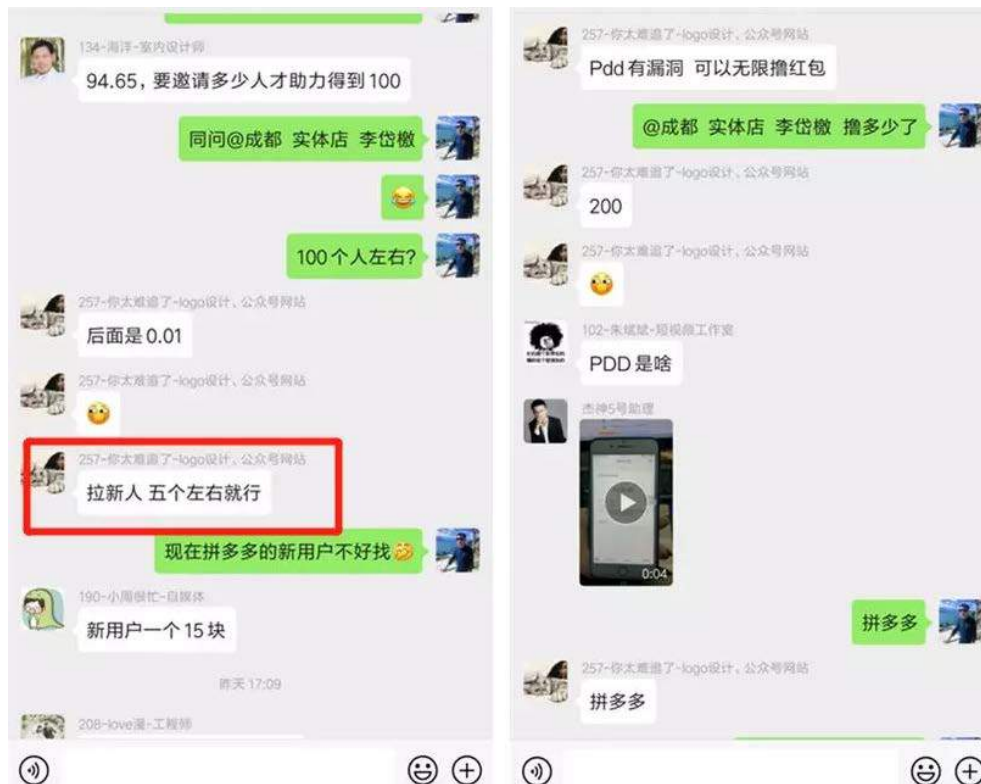 134-海洋-室内设计师
94.65，要邀请多少人才助力得到100
同问@成都 实体店 李岱檄
100个人左右?
257-你太难追了-logo设计、公众号网站
后面是0.01
257-你太难追了-logo设计、公众号网站
257-你太难追了-logo设计、公众号网站
拉新人 五个左右就行
现在拼多多的新用户不好找
190-小周很忙-自媒体
新用户一个15块
昨天17:09
208-love漫-工程师
257-你太难追了-logo设计、公众号网站
Pdd有漏洞 可以无限撸红包
@成都 实体店 李岱檄 撸多少了
257-你太难追了-logo设计、公众号网站
200
257-你太难追了-logo设计、公众号网站
102-朱斌斌-短视频工作室
PDD是啥
杰神5号助理
0:04
拼多多
257-你太难追了-logo设计、公众号网站
拼多多